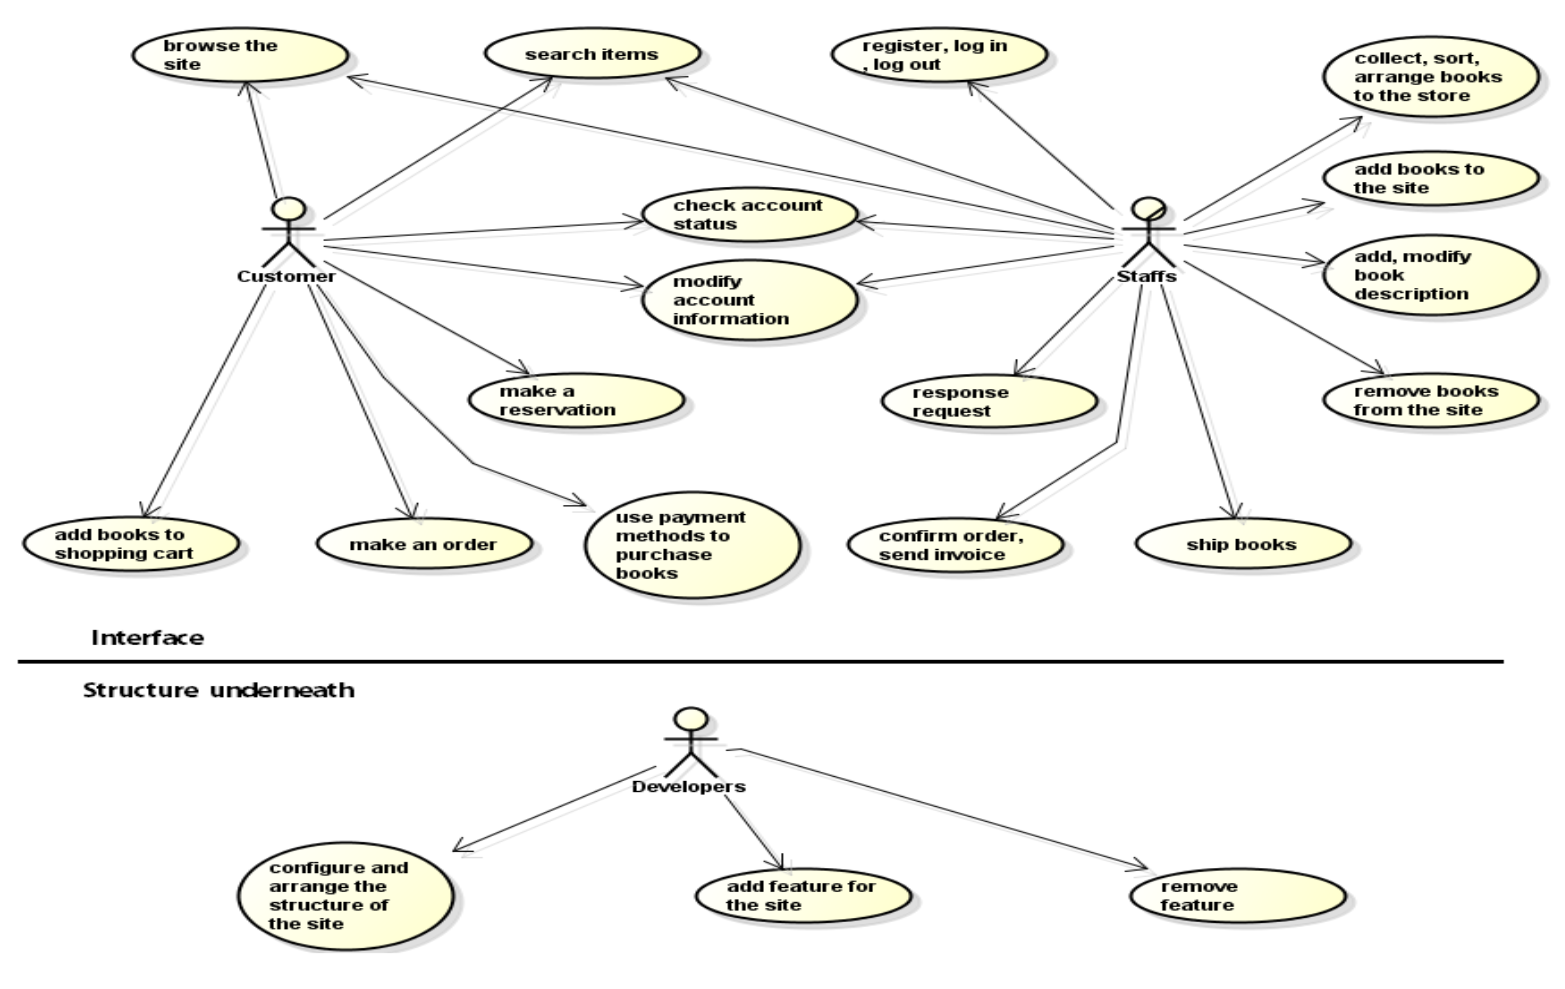 browse the
site
search items
register, log in
, log out
collect, sort,
arrange books
to the store
add books to
the site
check account
status
Customer
Staffs
modify
account
information
add, modify
book
description
make a
reservation
response
request
remove books
from the site
add books to
shopping cart
make an order
use payment
methods to
purchase
books
confirm order,
send invoice
ship books
Interface
Structure underneath
Developers
configure and
arrange the
structure of
the site
add feature for
the site
remove
feature